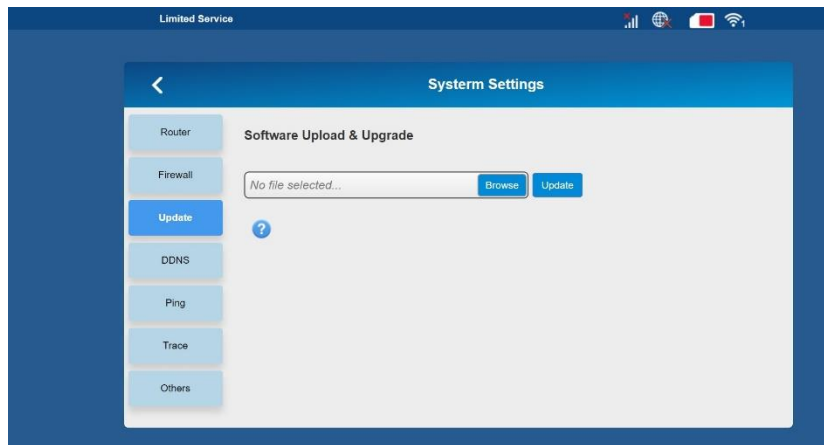 Limited Service
1
Systerm Settings
Router
Software Upload & Upgrade
Firewall
No file selected...
Browse
Update
Update
?
DDNS
Ping
Trace
Others